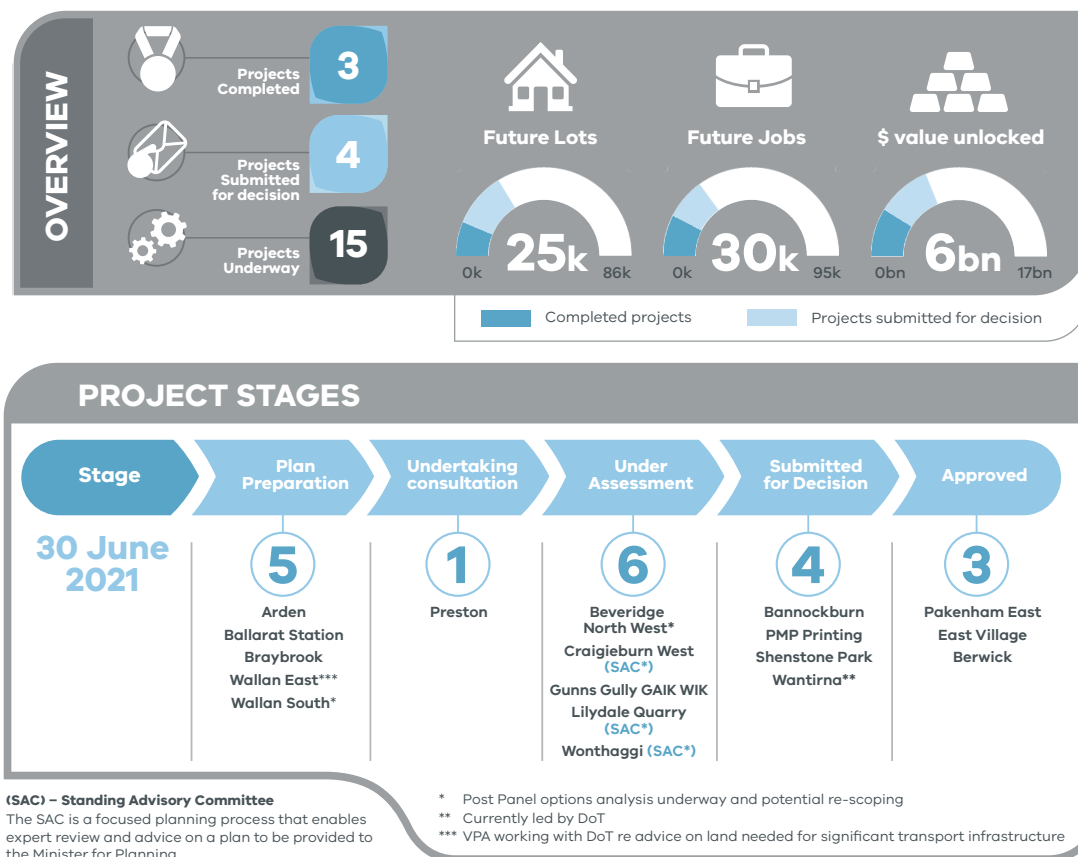 OVERVIEW
Projects
Completed
3
Projects
Submitted
for decision
4
Projects
Underway
15
Future Lots
25k
0k
86k
Future Jobs
30k
0k
95k
$ value unlocked
6bn
0bn
17bn
Completed projects
Projects submitted for decision
PROJECT STAGES
Stage
Plan
Preparation
Undertaking
consultation
Under
Assessment
Submitted
for Decision
Approved
30 June
2021
5
Arden
Ballarat Station
Braybrook
Wallan East***
Wallan South*
1
Preston
6
Beveridge
North West*
Craigieburn West
(SAC*)
Gunns Gully GAIK WIK
Lilydale Quarry
(SAC*)
Wonthaggi (SAC*)
4
Bannockburn
PMP Printing
Shenstone Park
Wantirna**
3
Pakenham East
East Village
Berwick
(SAC) – Standing Advisory Committee
The SAC is a focused planning process that enables
expert review and advice on a plan to be provided to
the Minister for Planning
* Post Panel options analysis underway and potential re-scoping
** Currently led by DoT
*** VPA working with DoT re advice on land needed for significant transport infrastructure